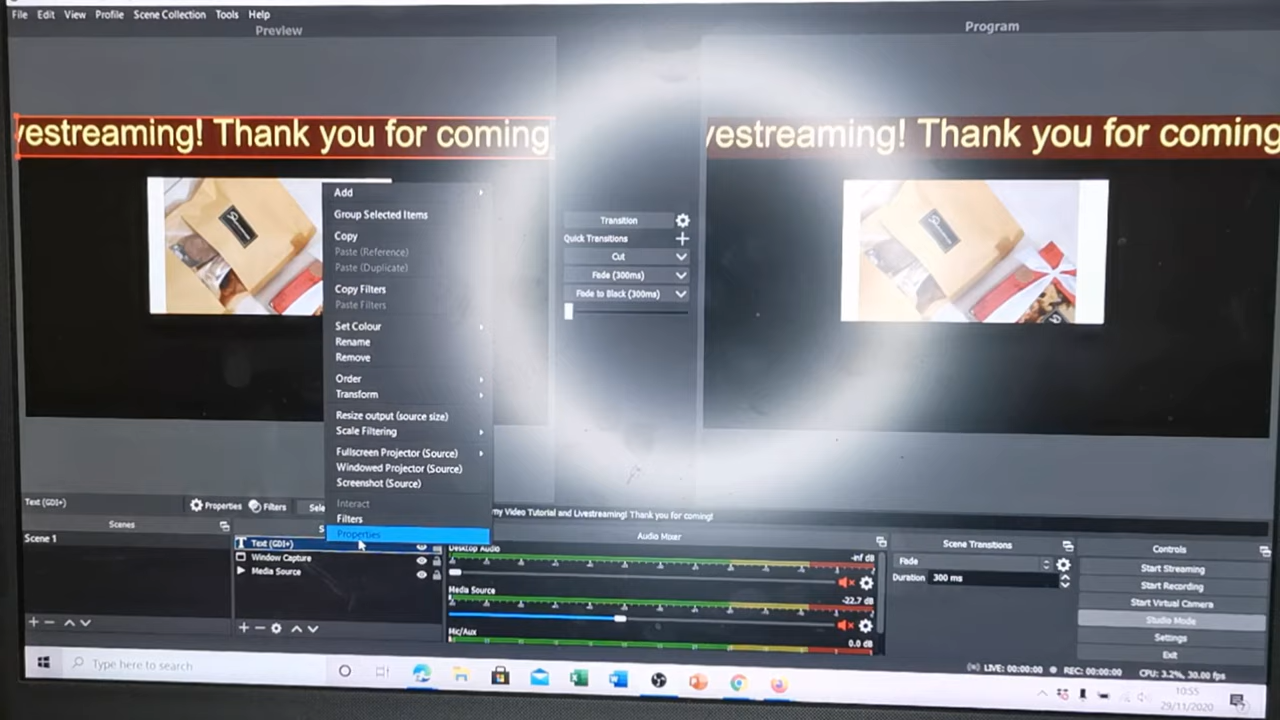 File Edit View Profile Scene Collection Tools Help
Preview
Program
vestreaming! Thank you for coming
vestreaming! Thank you for coming
Add
Group Selected Items
Copy
Paste (Reference)
Paste (Duplicate)
Copy Filters
Paste Filters
Set Colour
Rename
Remove
Order
Transform
Resize output (source size)
Scale Filtering
Fullscreen Projector (Source)
Windowed Projector (Source)
Screenshot (Source)
Interact
Filters
Properties
Transition
Quick Transitions
Cut
Fade (300ms)
Fade to Black (300ms)
Text (GDI+) Properties Filters Sele
my Video Tutorial and Livestreaming! Thank you for coming!
Scenes
Scene 1
Text (GDI+)
Window Capture
Media Source
Audio Mixer
Desktop Audio -inf dB
Media Source -22.7 dB
Mic/Aux 0.0 dB
Scene Transitions
Fade
Duration 300 ms
Controls
Start Streaming
Start Recording
Start Virtual Camera
Studio Mode
Settings
Exit
LIVE: 00:00:00 REC: 00:00:00 CPU: 3.2%, 30.00 fps
Type here to search
10:55
29/11/2020